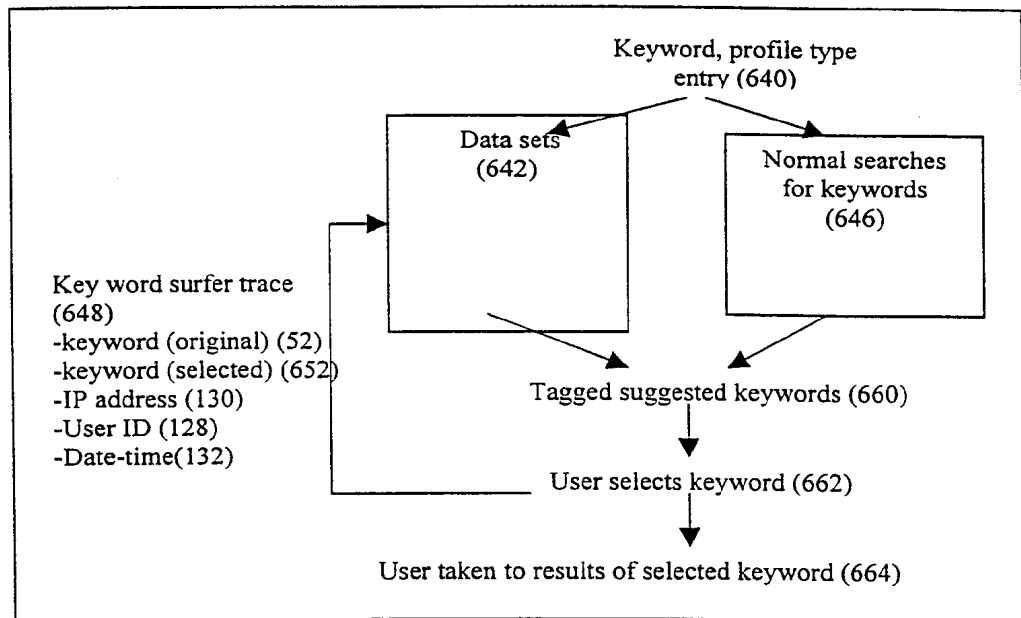 Keyword, profile type
entry (640)
Data sets
(642)
Normal searches
for keywords
(646)
Key word surfer trace
(648)
-keyword (original) (52)
-keyword (selected) (652)
-IP address (130)
-User ID (128)
-Date-time(132)
Tagged suggested keywords (660)
User selects keyword (662)
User taken to results of selected keyword (664)